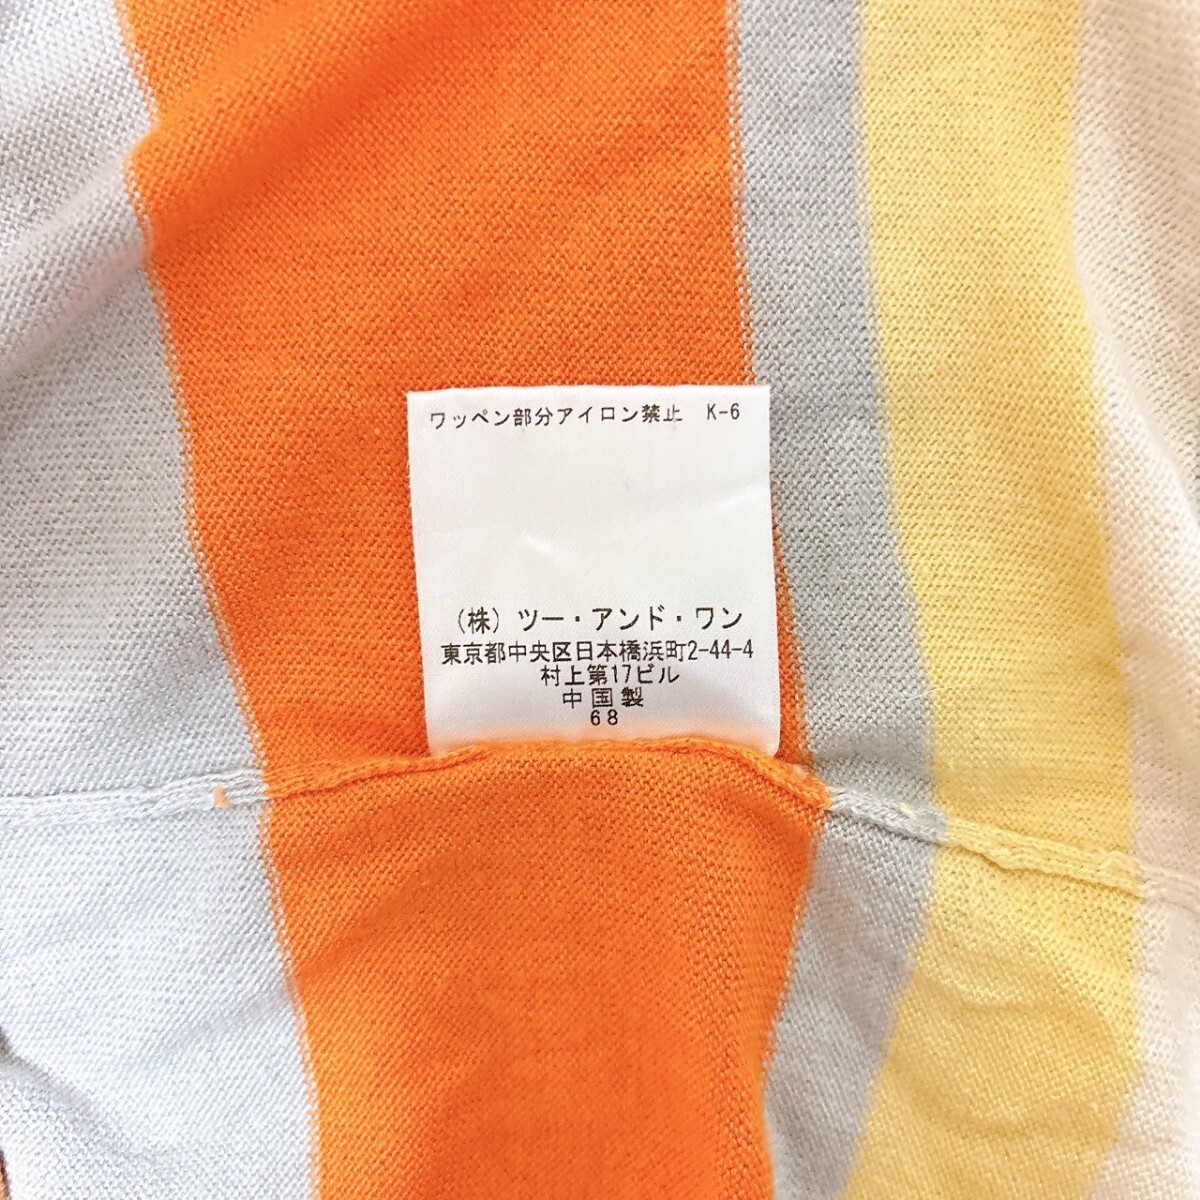 ワッペン部分アイロン禁止 K-6
(株)ツー・アンド・ワン
東京都中央区日本橋浜町2-44-4
村上第17ビル
中国製
68